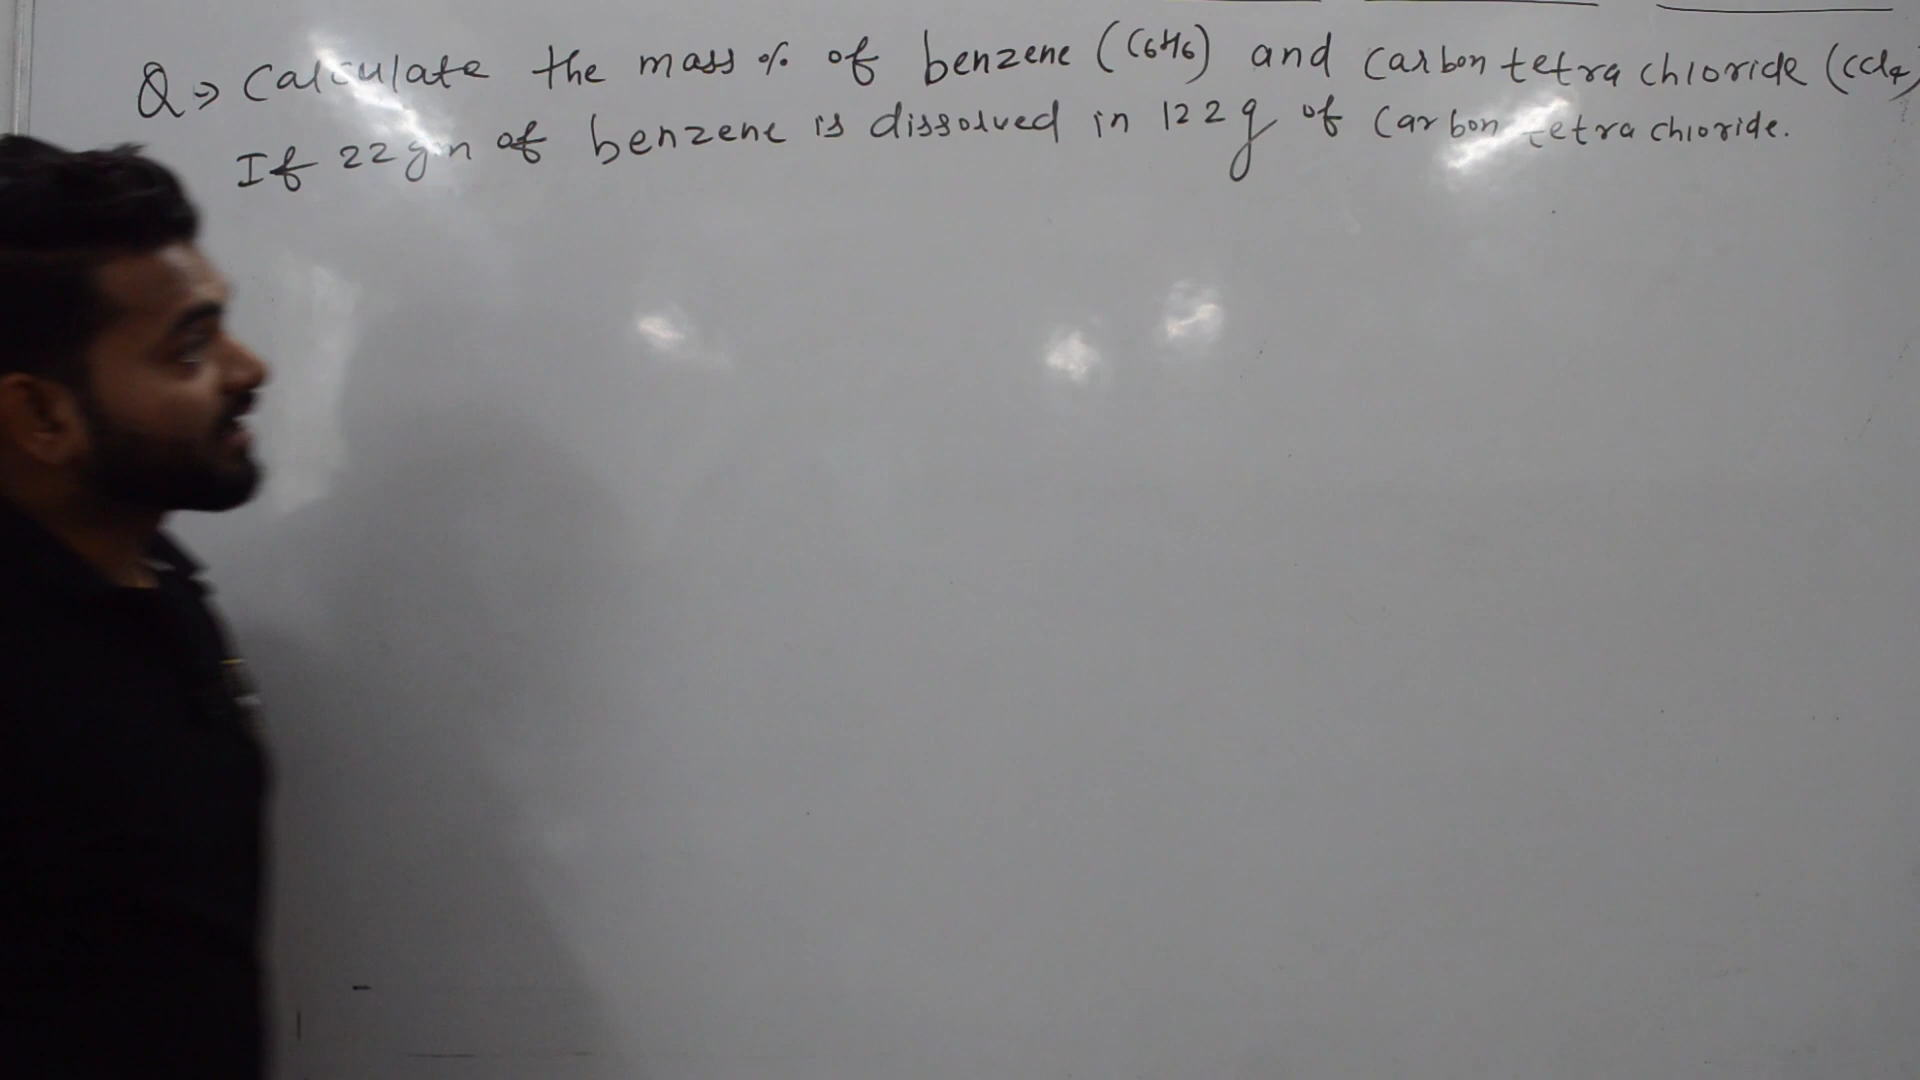 Q→ Calculate the mass % of benzene (C6H6) and Carbon tetra chloride (CCl4)
If 22 gm of benzene is dissolved in 122 g of Carbon tetra chloride.